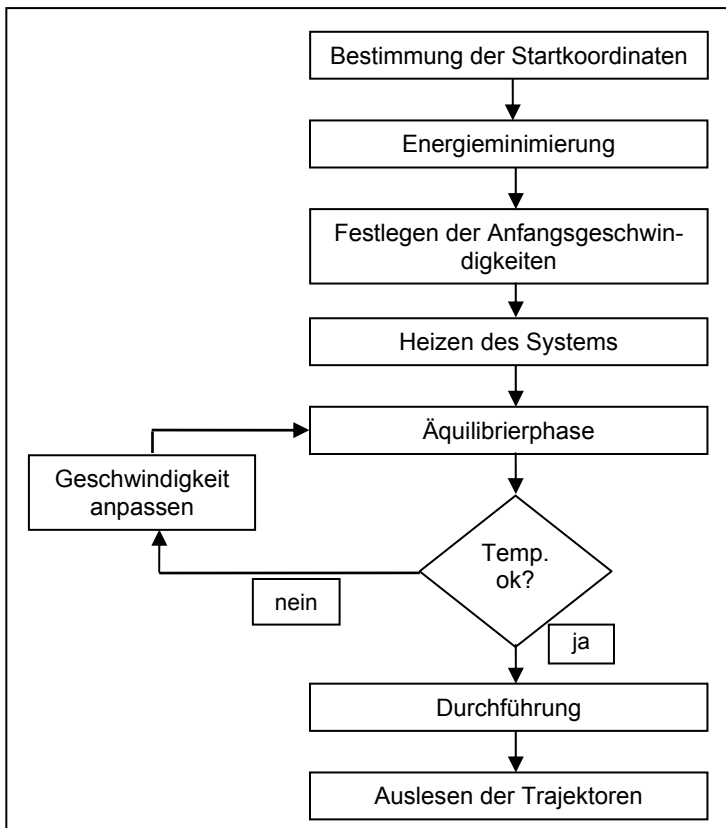 Bestimmung der Startkoordinaten
Energieminimierung
Festlegen der Anfangsgeschwin-
digkeiten
Heizen des Systems
Äquilibrierphase
Geschwindigkeit
anpassen
Temp.
ok?
nein
ja
Durchführung
Auslesen der Trajektoren